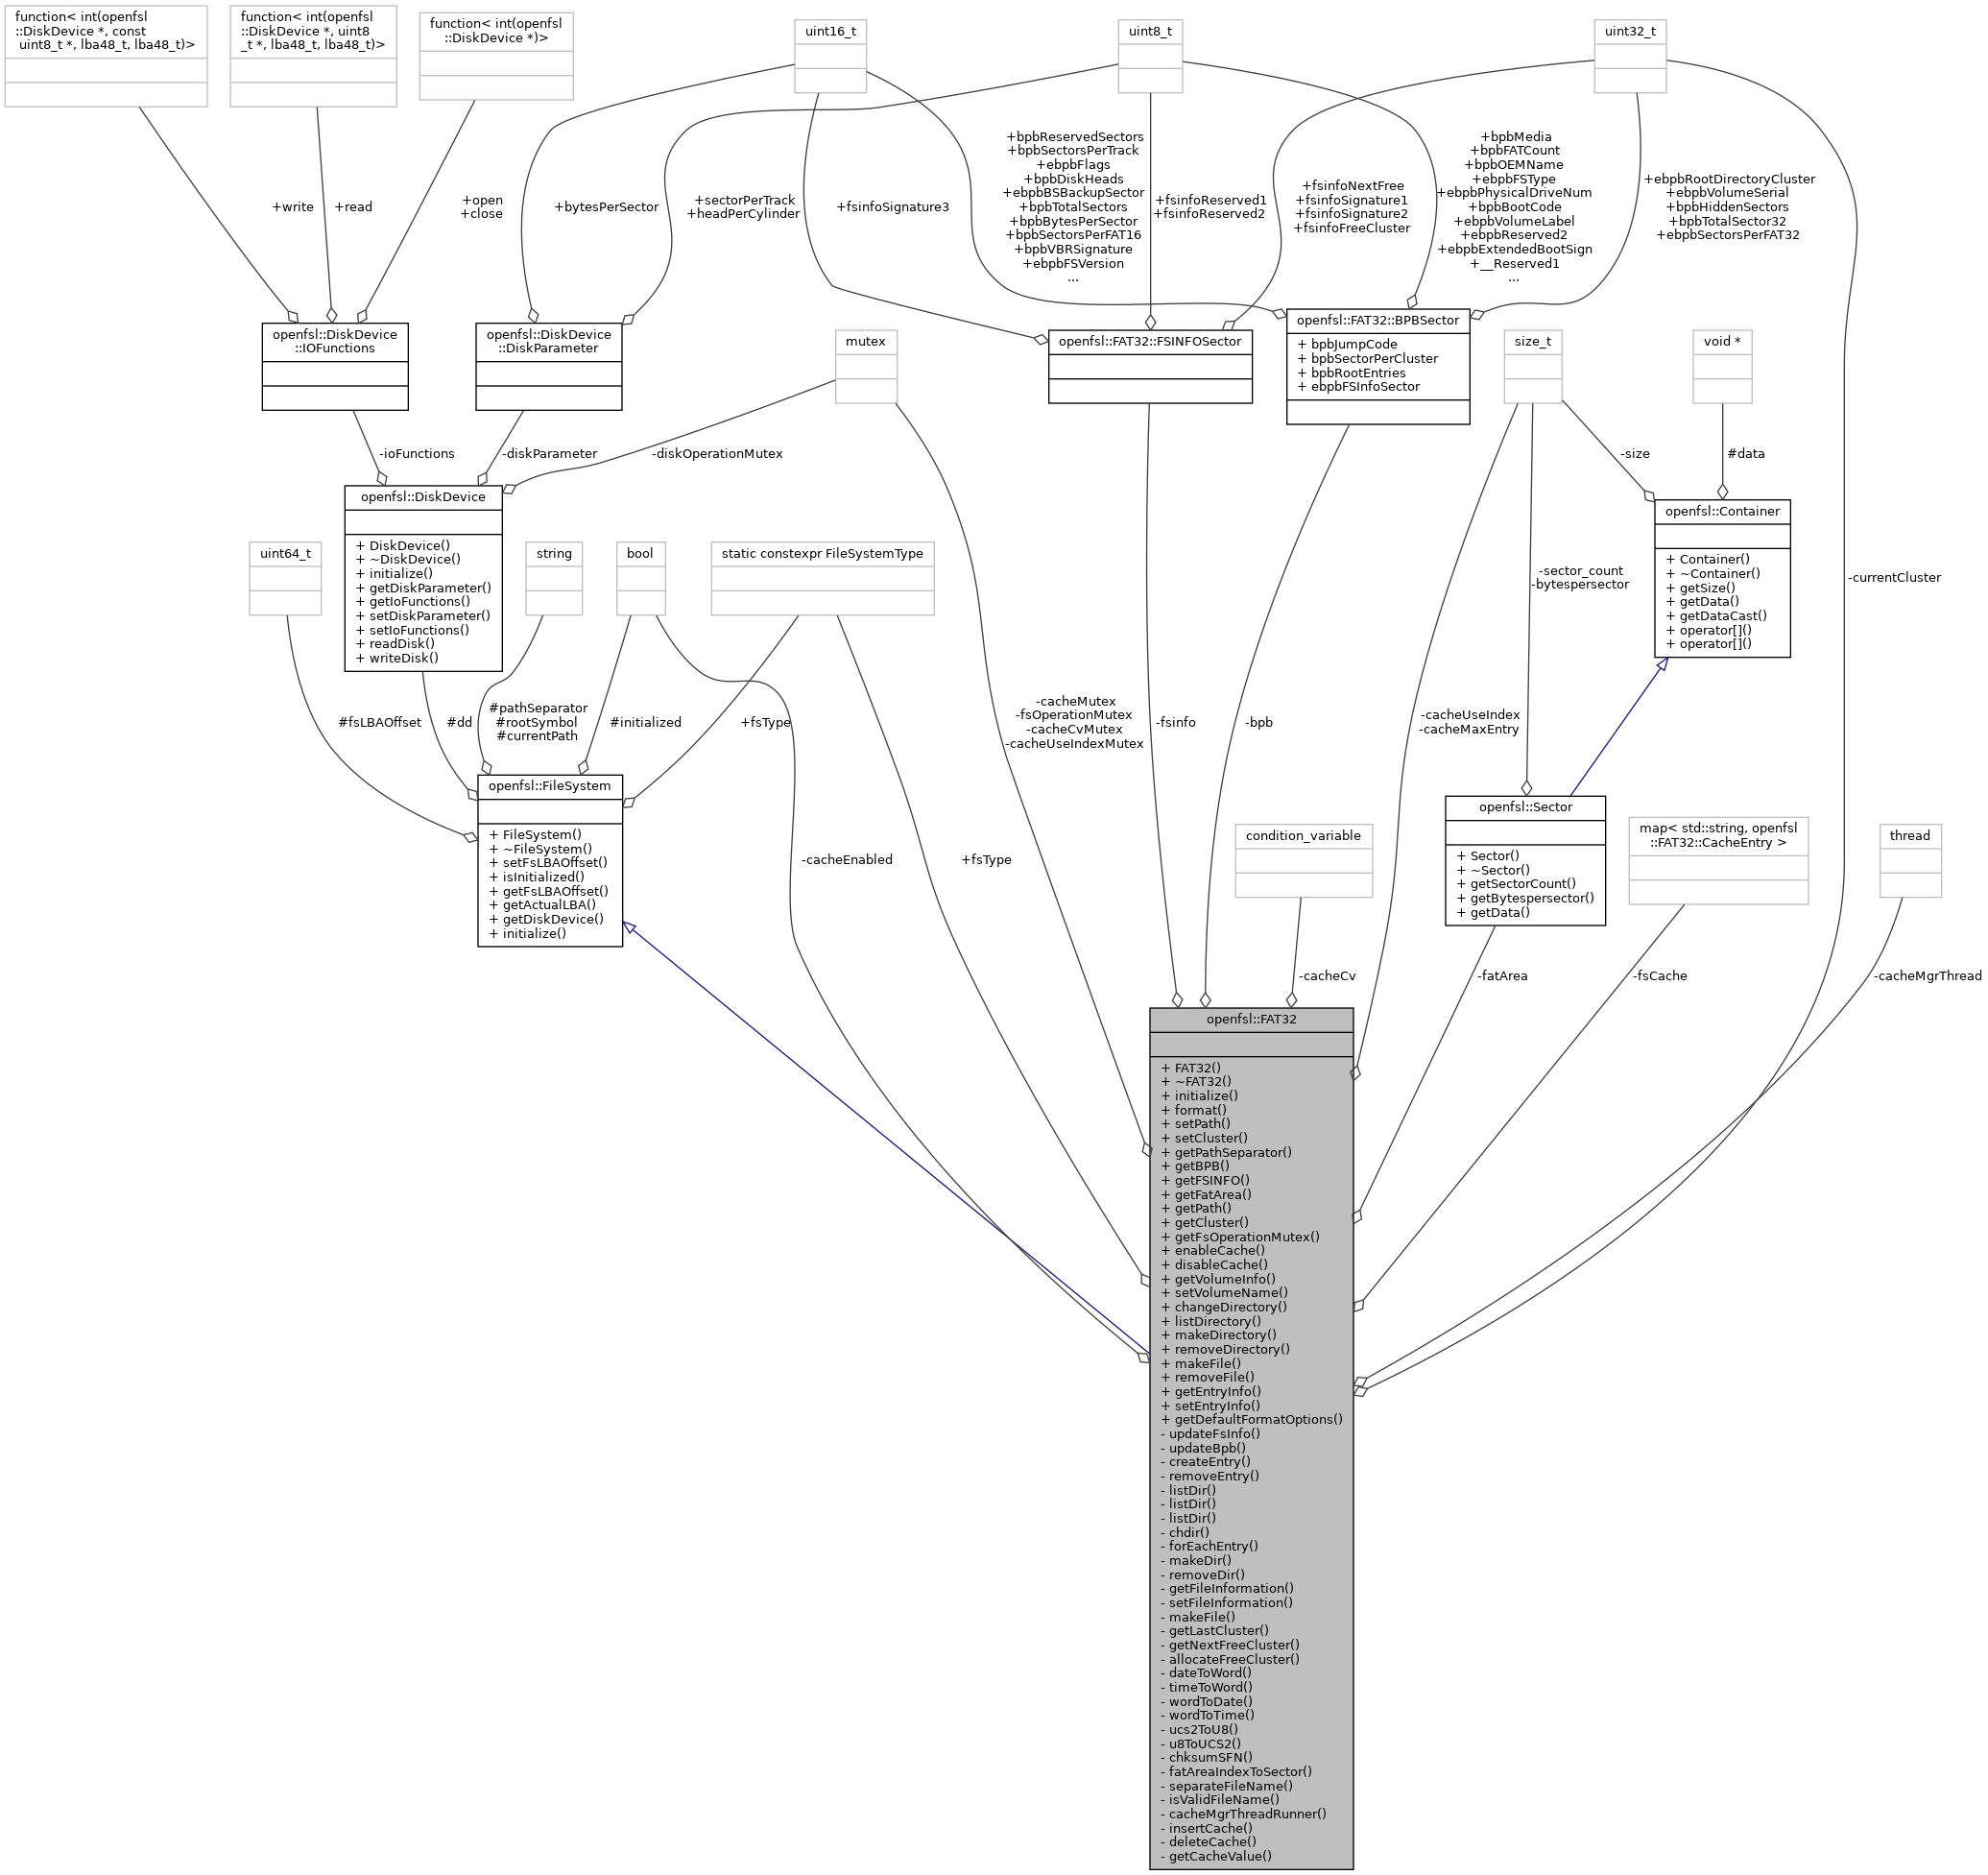 function< int(openfsl
::DiskDevice *, const
uint8_t *, lba48_t, lba48_t)>
function< int(openfsl
::DiskDevice *, uint8
_t *, lba48_t, lba48_t)>
function< int(openfsl
::DiskDevice *)>
uint16_t
uint8_t
uint32_t
+write
+read
+open
+close
+bytesPerSector
+sectorPerTrack
+headPerCylinder
+fsinfoSignature3
+bpbReservedSectors
+bpbSectorsPerTrack
+ebpbFlags
+bpbDiskHeads
+ebpbBSBackupSector
+bpbTotalSectors
+bpbBytesPerSector
+bpbSectorsPerFAT16
+bpbVBRSignature
+ebpbFSVersion
...
+fsinfoReserved1
+fsinfoReserved2
+fsinfoNextFree
+fsinfoSignature1
+fsinfoSignature2
+fsinfoFreeCluster
+bpbMedia
+bpbFATCount
+bpbOEMName
+ebpbFSType
+ebpbPhysicalDriveNum
+bpbBootCode
+ebpbVolumeLabel
+ebpbReserved2
+ebpbExtendedBootSign
+__Reserved1
...
+ebpbRootDirectoryCluster
+ebpbVolumeSerial
+bpbHiddenSectors
+bpbTotalSector32
+ebpbSectorsPerFAT32
openfsl::DiskDevice
::IOFunctions
openfsl::DiskDevice
::DiskParameter
mutex
openfsl::FAT32::FSINFOSector
openfsl::FAT32::BPBSector
+ bpbJumpCode
+ bpbSectorPerCluster
+ bpbRootEntries
+ ebpbFSInfoSector
size_t
void *
-ioFunctions
-diskParameter
-diskOperationMutex
-size
#data
openfsl::DiskDevice
+ DiskDevice()
+ ~DiskDevice()
+ initialize()
+ getDiskParameter()
+ getIoFunctions()
+ setDiskParameter()
+ setIoFunctions()
+ readDisk()
+ writeDisk()
openfsl::Container
+ Container()
+ ~Container()
+ getSize()
+ getData()
+ getDataCast()
+ operator[]()
+ operator[]()
uint64_t
string
bool
static constexpr FileSystemType
-sector_count
-bytespersector
-currentCluster
#fsLBAOffset
#dd
#pathSeparator
#rootSymbol
#currentPath
#initialized
+fsType
-cacheMutex
-fsOperationMutex
-cacheCvMutex
-cacheUseIndexMutex
-fsinfo
-bpb
-cacheUseIndex
-cacheMaxEntry
openfsl::FileSystem
+ FileSystem()
+ ~FileSystem()
+ setFsLBAOffset()
+ isInitialized()
+ getFsLBAOffset()
+ getActualLBA()
+ getDiskDevice()
+ initialize()
-cacheEnabled
+fsType
condition_variable
openfsl::Sector
+ Sector()
+ ~Sector()
+ getSectorCount()
+ getBytespersector()
+ getData()
map< std::string, openfsl
::FAT32::CacheEntry >
thread
-cacheCv
-fatArea
-fsCache
-cacheMgrThread
openfsl::FAT32
+ FAT32()
+ ~FAT32()
+ initialize()
+ format()
+ setPath()
+ setCluster()
+ getPathSeparator()
+ getBPB()
+ getFSINFO()
+ getFatArea()
+ getPath()
+ getCluster()
+ getFsOperationMutex()
+ enableCache()
+ disableCache()
+ getVolumeInfo()
+ setVolumeName()
+ changeDirectory()
+ listDirectory()
+ makeDirectory()
+ removeDirectory()
+ makeFile()
+ removeFile()
+ getEntryInfo()
+ setEntryInfo()
+ getDefaultFormatOptions()
- updateFsInfo()
- updateBpb()
- createEntry()
- removeEntry()
- listDir()
- listDir()
- listDir()
- chdir()
- forEachEntry()
- makeDir()
- removeDir()
- getFileInformation()
- setFileInformation()
- makeFile()
- getLastCluster()
- getNextFreeCluster()
- allocateFreeCluster()
- dateToWord()
- timeToWord()
- wordToDate()
- wordToTime()
- ucs2ToU8()
- u8ToUCS2()
- chksumSFN()
- fatAreaIndexToSector()
- separateFileName()
- isValidFileName()
- cacheMgrThreadRunner()
- insertCache()
- deleteCache()
- getCacheValue()